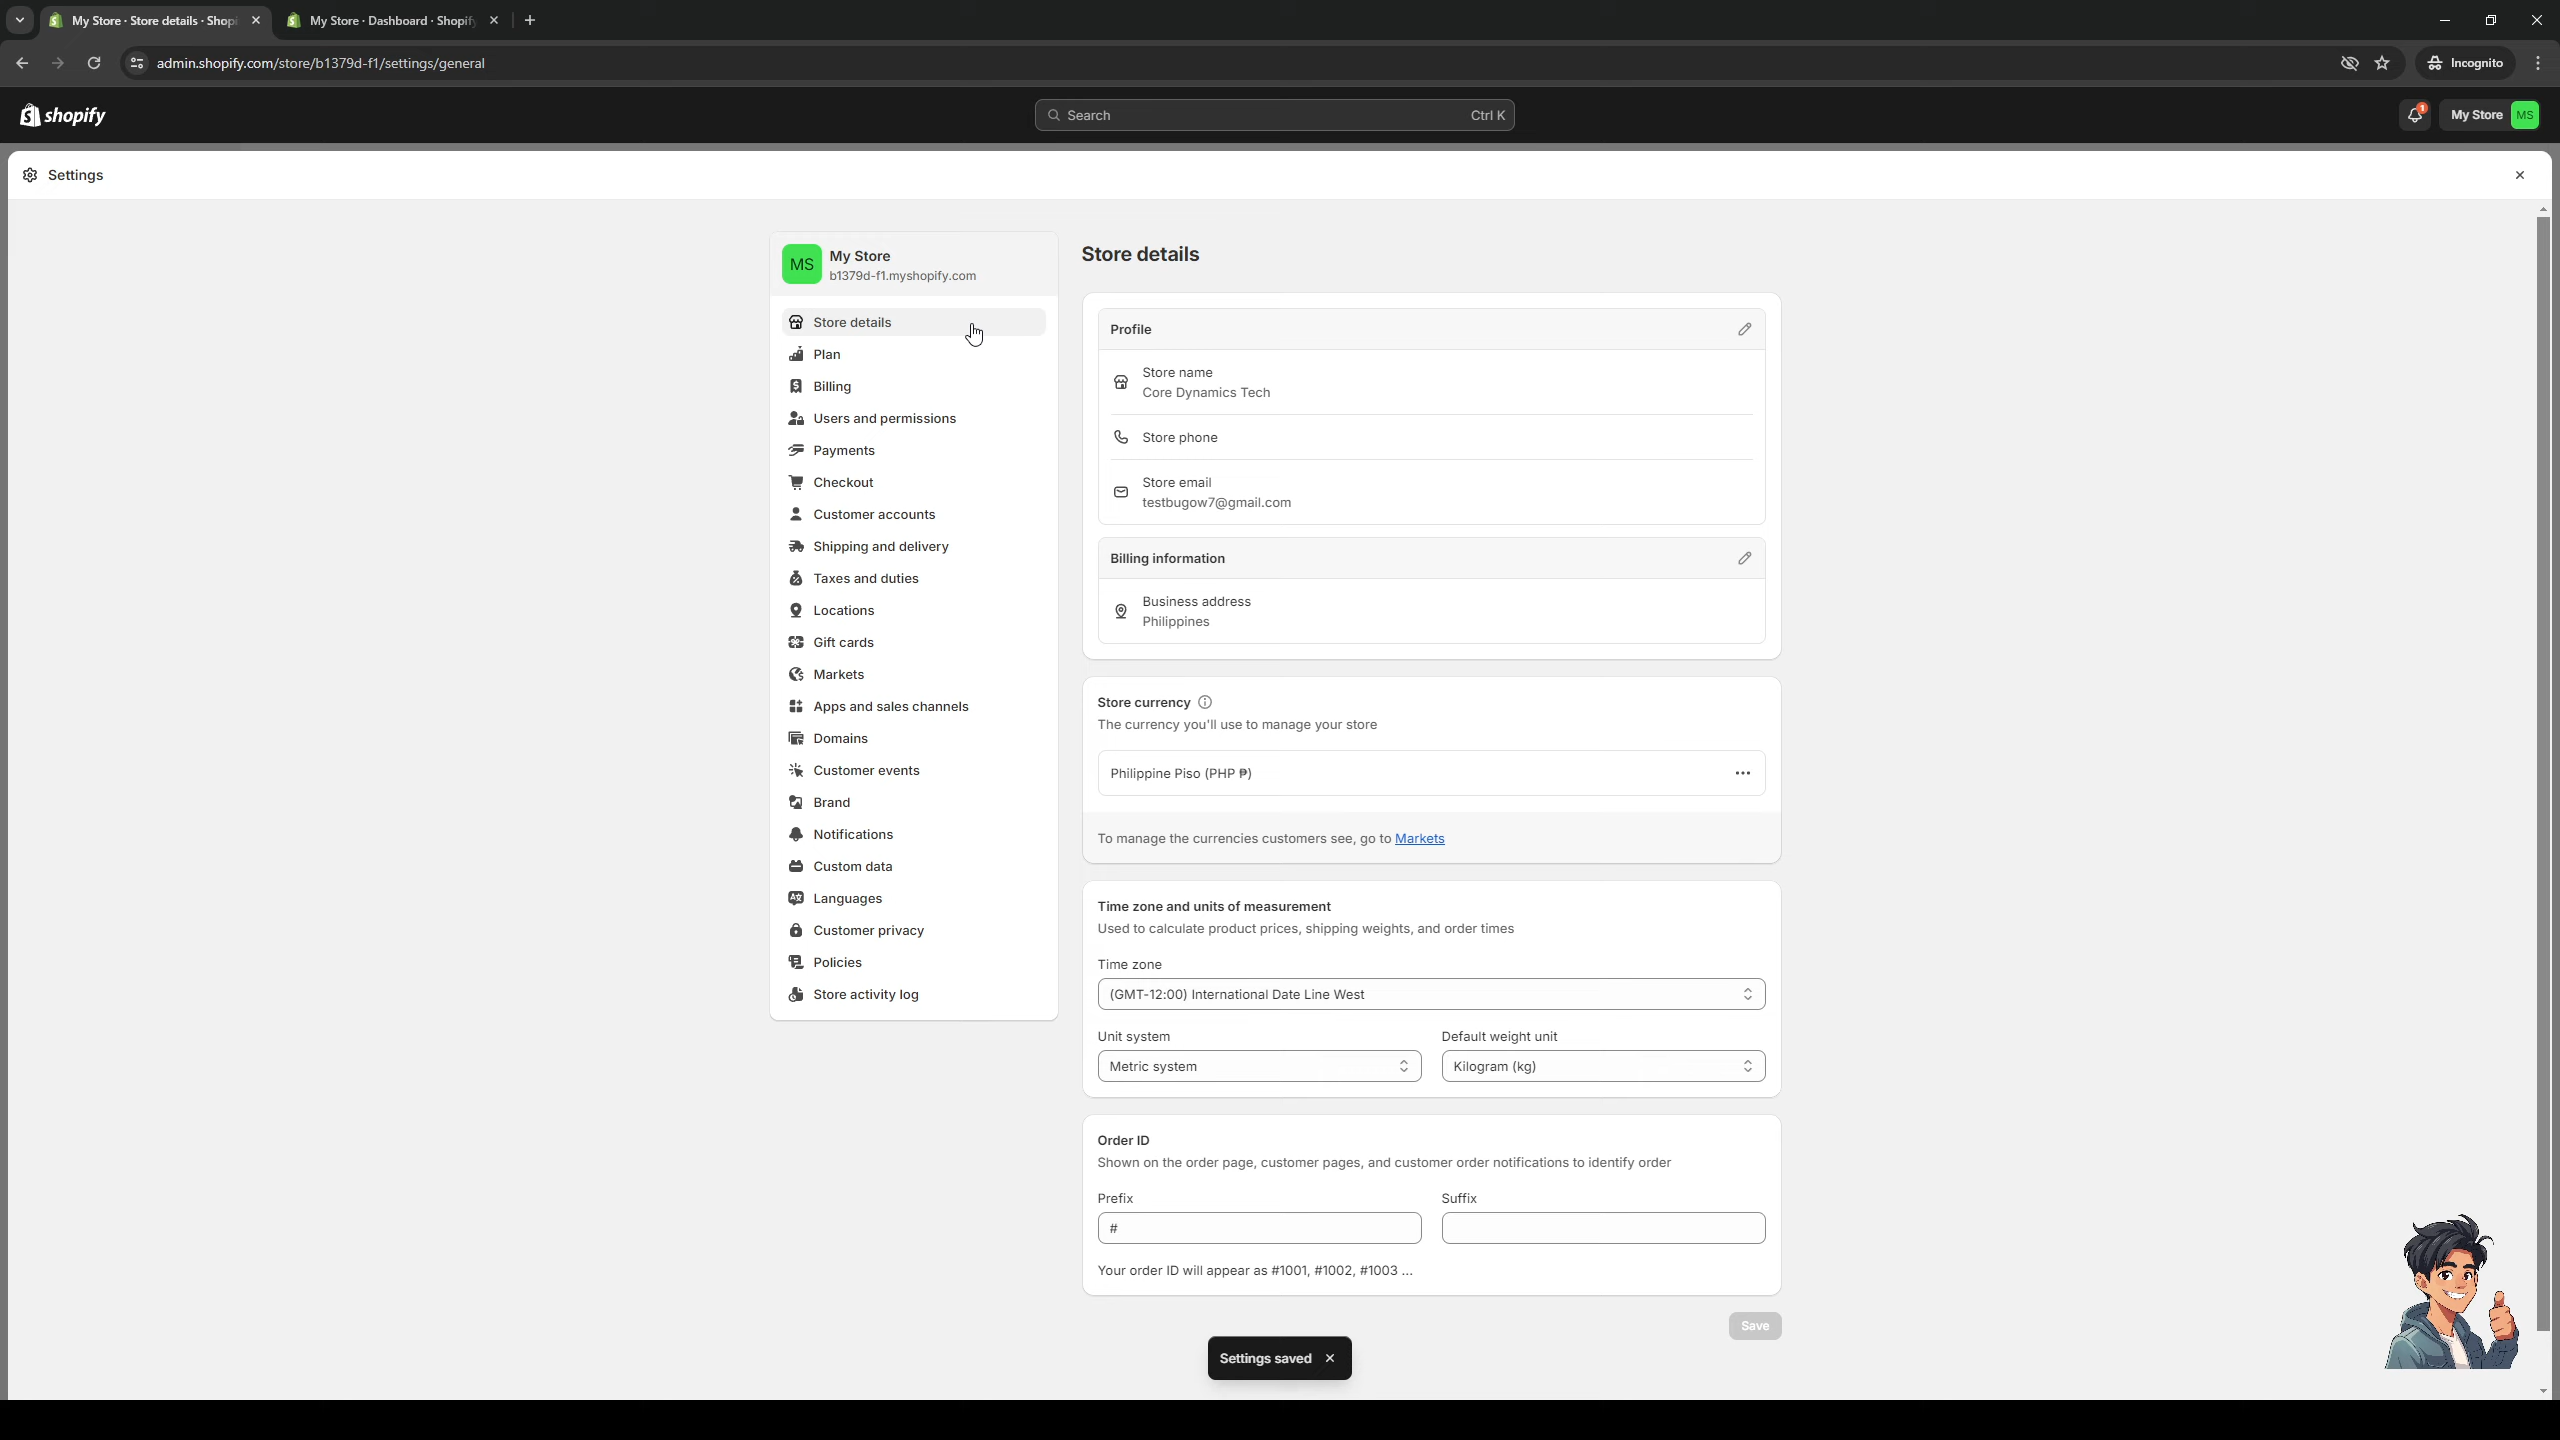 My Store · Store details · Shopi
My Store · Dashboard · Shopify
admin.shopify.com/store/b1379d-f1/settings/general
Incognito
shopify
Search
Ctrl K
1
My Store
MS
Settings
MS
My Store
b1379d-f1.myshopify.com
Store details
Plan
Billing
Users and permissions
Payments
Checkout
Customer accounts
Shipping and delivery
Taxes and duties
Locations
Gift cards
Markets
Apps and sales channels
Domains
Customer events
Brand
Notifications
Custom data
Languages
Customer privacy
Policies
Store activity log
Store details
Profile
Store name
Core Dynamics Tech
Store phone
Store email
testbugow7@gmail.com
Billing information
Business address
Philippines
Store currency
The currency you'll use to manage your store
Philippine Piso (PHP ₱)
To manage the currencies customers see, go to Markets
Time zone and units of measurement
Used to calculate product prices, shipping weights, and order times
Time zone
(GMT-12:00) International Date Line West
Unit system
Default weight unit
Metric system
Kilogram (kg)
Order ID
Shown on the order page, customer pages, and customer order notifications to identify order
Prefix
Suffix
#
Your order ID will appear as #1001, #1002, #1003 ...
Save
Settings saved